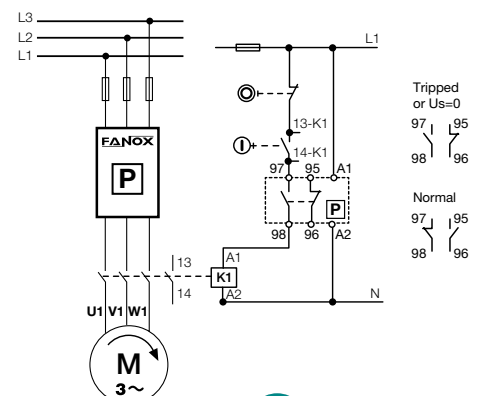 L3
L2
L1
L1
13-K1
14-K1
97 95 A1
FANOX
P
P
98 96 A2
13
14
A1
K1
A2
N
U1 V1 W1
M
3~
Tripped
or Us=0
97 95
98 96
Normal
97 95
98 96